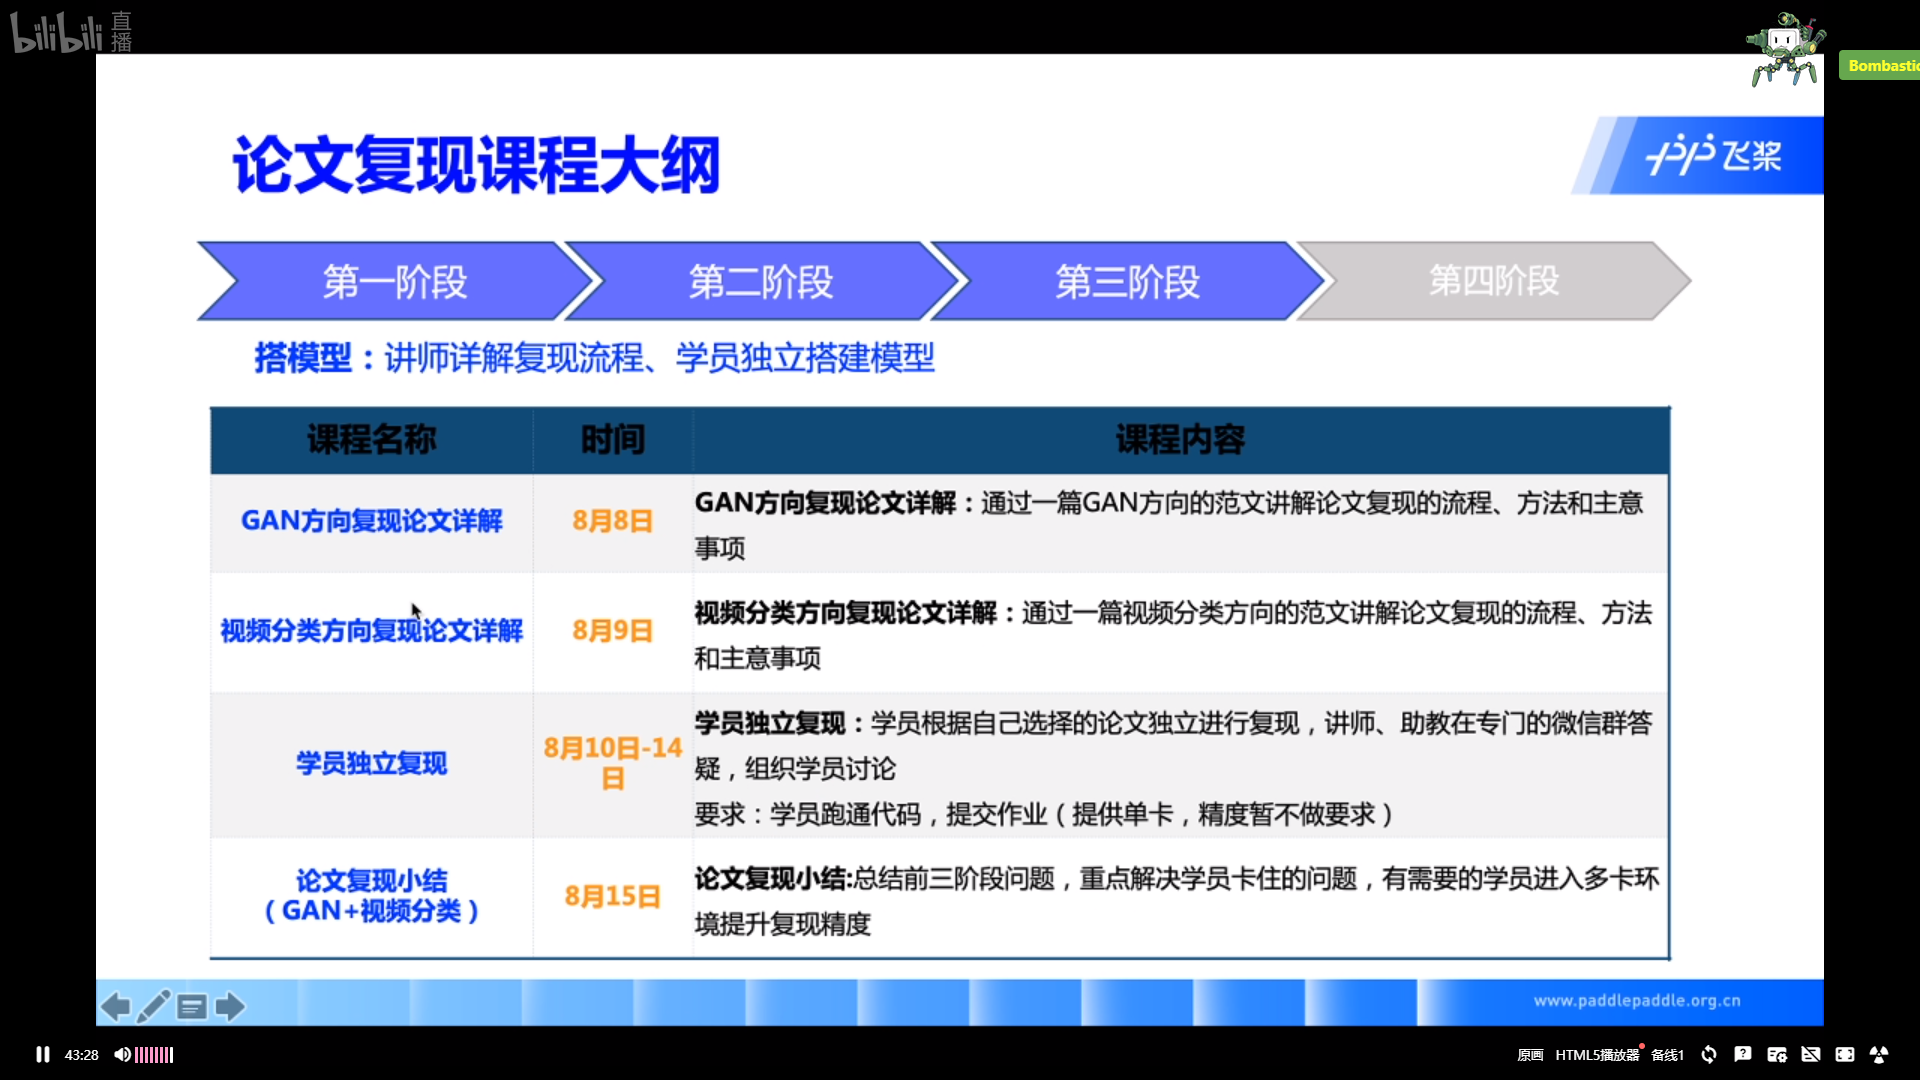 bilibili 直播
Bombastic
论文复现课程大纲
飞桨
第一阶段
第二阶段
第三阶段
第四阶段
搭模型：讲师详解复现流程、学员独立搭建模型
课程名称
时间
课程内容
GAN方向复现论文详解
8月8日
GAN方向复现论文详解：通过一篇GAN方向的范文讲解论文复现的流程、方法和主意
事项
视频分类方向复现论文详解
8月9日
视频分类方向复现论文详解：通过一篇视频分类方向的范文讲解论文复现的流程、方法
和主意事项
学员独立复现
8月10日-14
日
学员独立复现：学员根据自己选择的论文独立进行复现，讲师、助教在专门的微信群答
疑，组织学员讨论
要求：学员跑通代码，提交作业（提供单卡，精度暂不做要求）
论文复现小结
（GAN+视频分类）
8月15日
论文复现小结:总结前三阶段问题，重点解决学员卡住的问题，有需要的学员进入多卡环
境提升复现精度
www.paddlepaddle.org.cn
43:28
原画 HTML5播放器 备线1